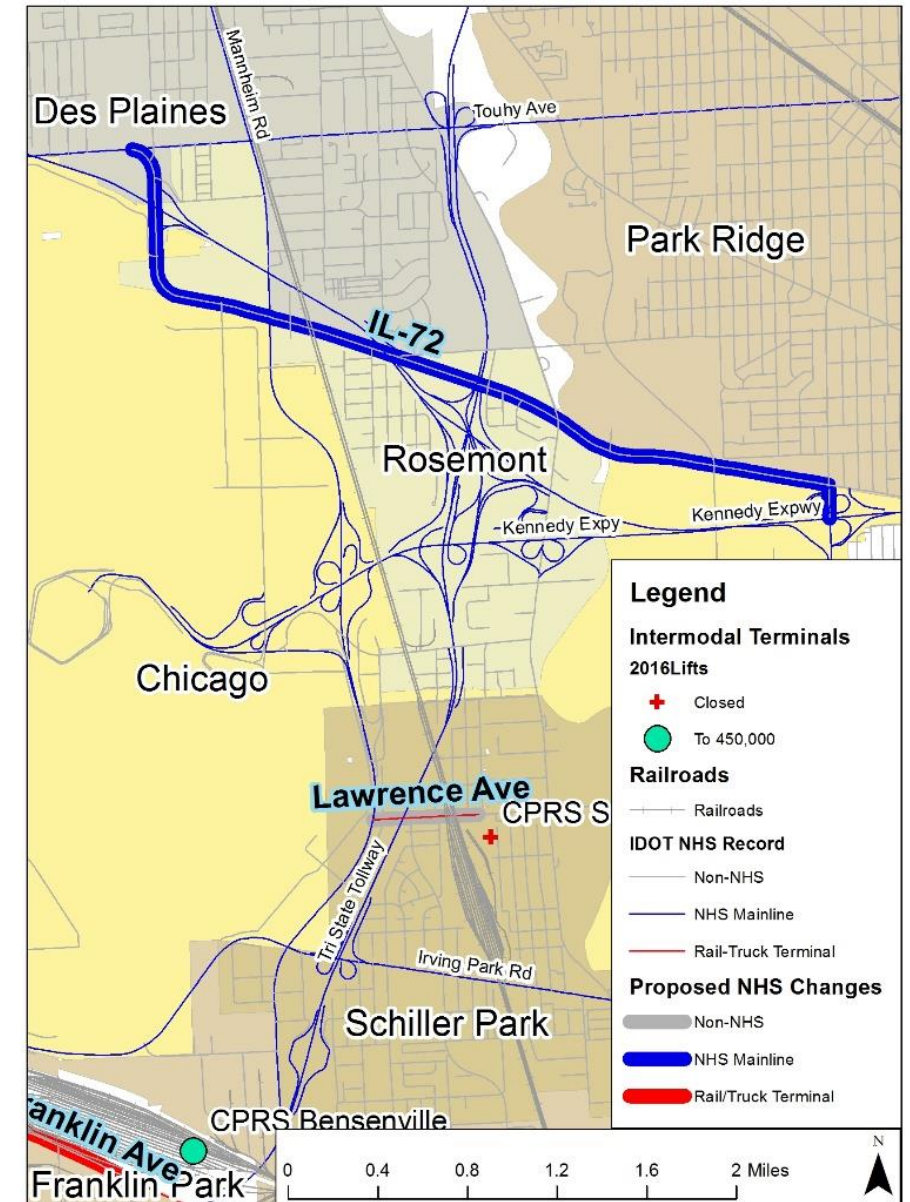 Mannheim Rd
Des Plaines
Touhy Ave
Park Ridge
IL-72
Rosemont
Kennedy Expy
Kennedy Expwy
Chicago
Lawrence Ave
CPRS S
Tri State Tollway
Irving Park Rd
Schiller Park
CPRS Bensenville
ranklin Ave
Franklin Park
Legend
Intermodal Terminals
2016Lifts
Closed
To 450,000
Railroads
Railroads
IDOT NHS Record
Non-NHS
NHS Mainline
Rail-Truck Terminal
Proposed NHS Changes
Non-NHS
NHS Mainline
Rail/Truck Terminal
0 0.4 0.8 1.2 1.6 2 Miles
N